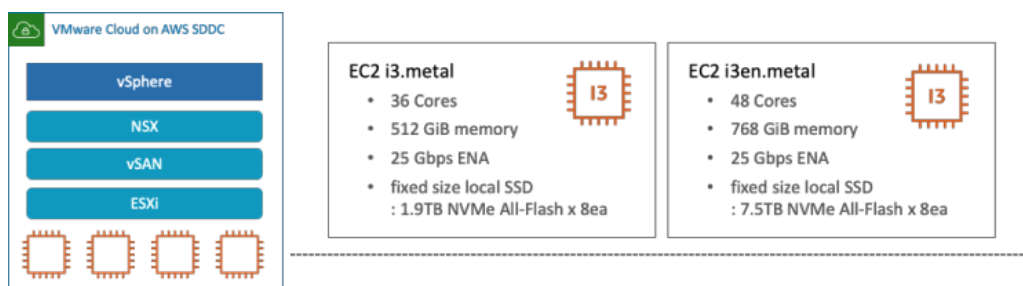 VMware Cloud on AWS SDDC
vSphere
NSX
vSAN
ESXi
EC2 i3.metal
• 36 Cores
• 512 GiB memory
• 25 Gbps ENA
• fixed size local SSD
: 1.9TB NVMe All-Flash x 8ea
I3
EC2 i3en.metal
• 48 Cores
• 768 GiB memory
• 25 Gbps ENA
• fixed size local SSD
: 7.5TB NVMe All-Flash x 8ea
I3